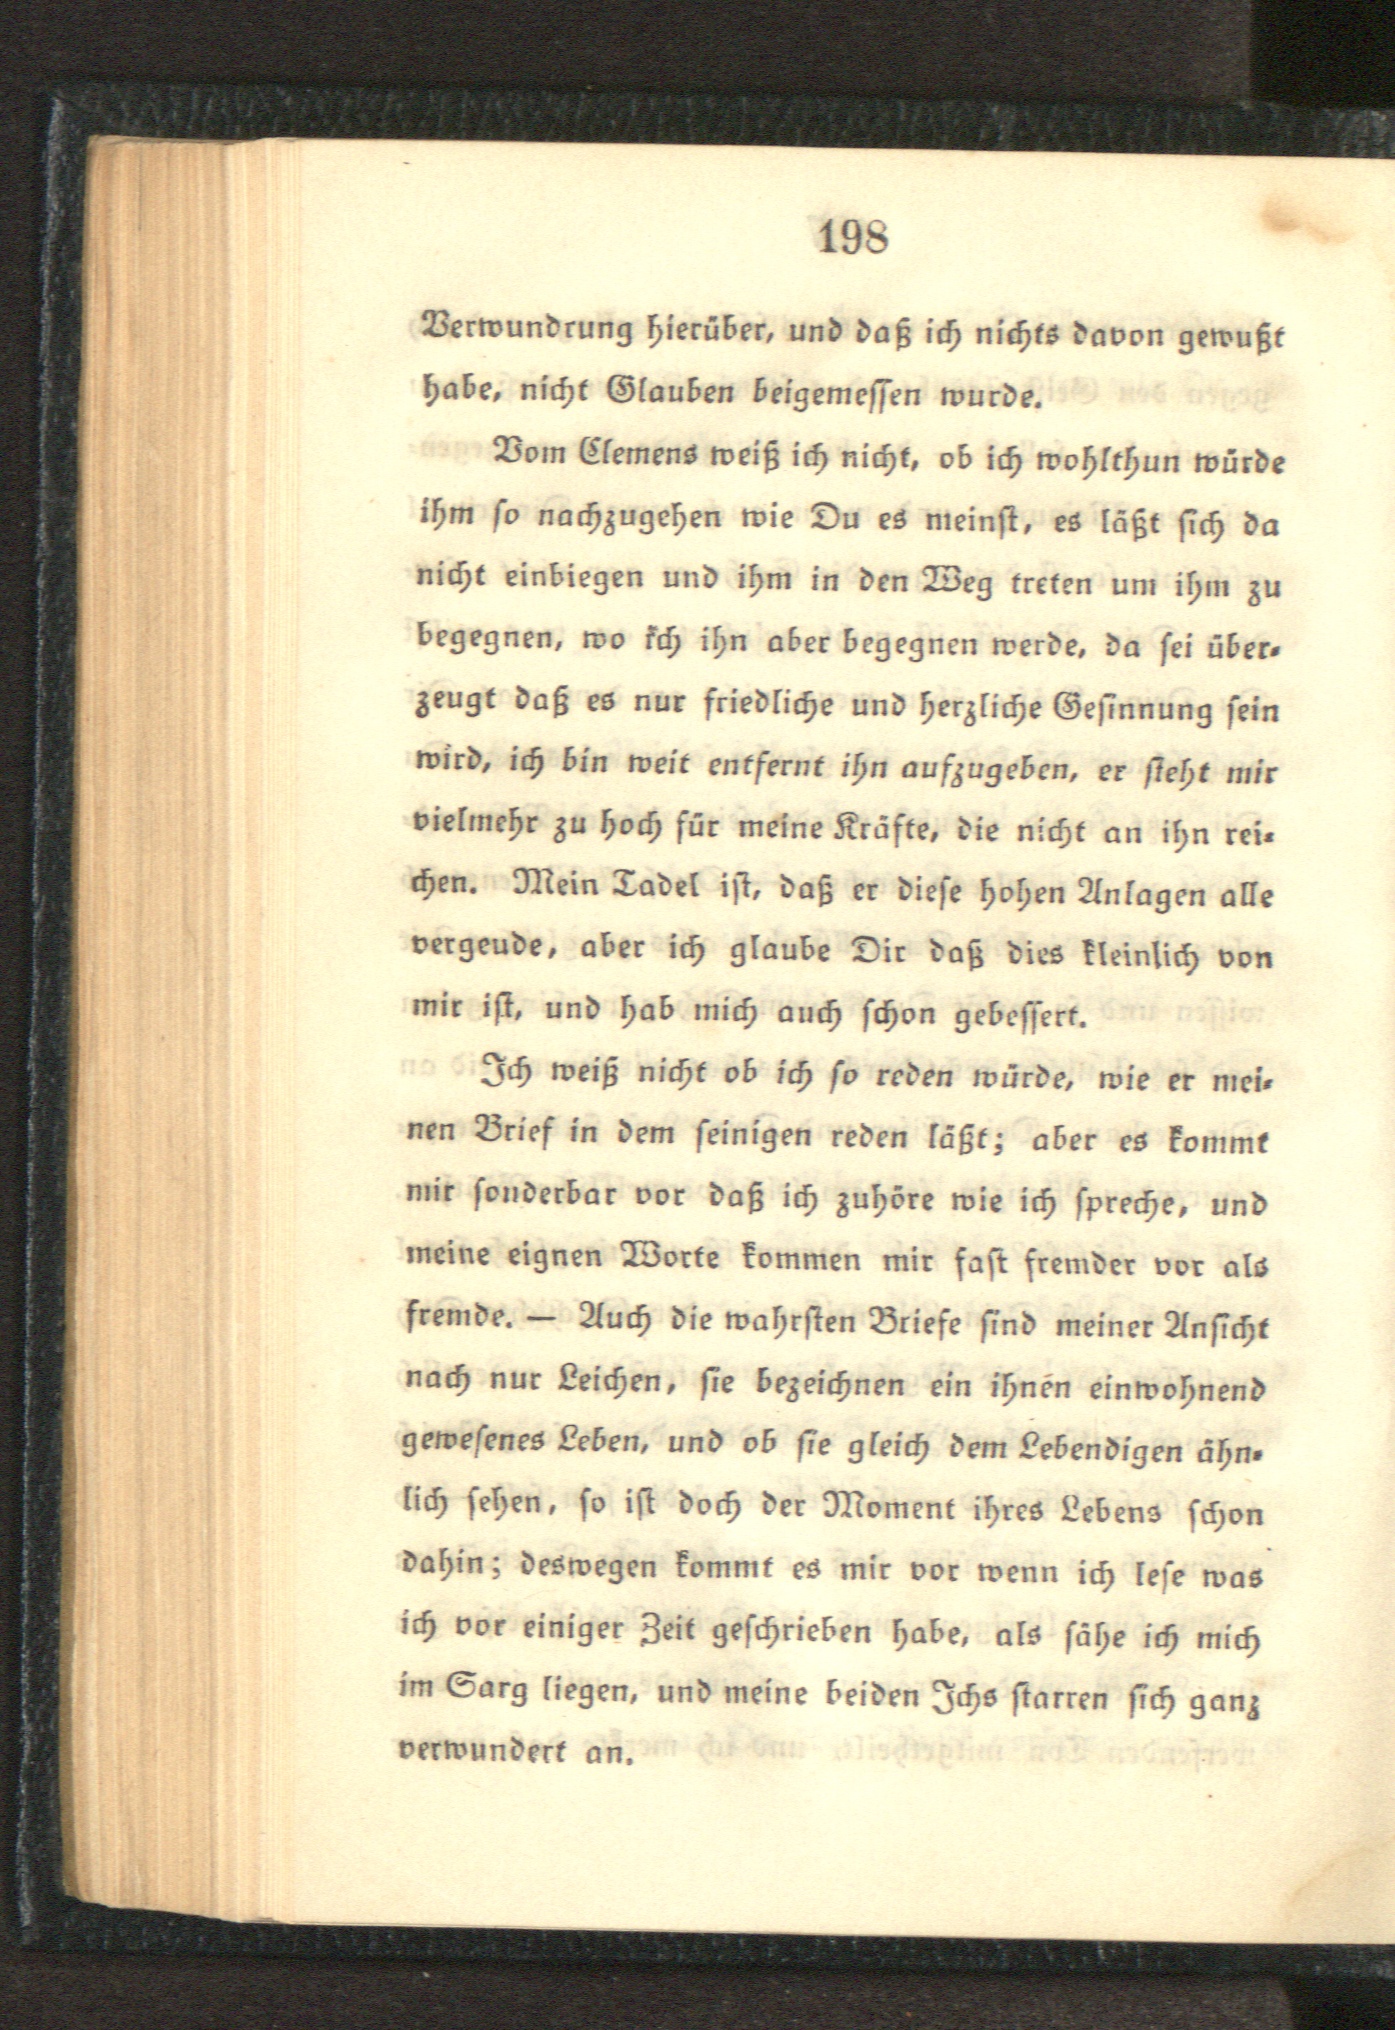 198
Verwundrung hierüber, und daß ich nichts davon gewußt
habe, nicht Glauben beigemessen wurde.
Vom Clemens weiß ich nicht, ob ich wohlthun würde
ihm so nachzugehen wie Du es meinst, es läßt sich da
nicht einbiegen und ihm in den Weg treten um ihm zu
begegnen, wo ich ihn aber begegnen werde, da sei über-
zeugt daß es nur friedliche und herzliche Gesinnung sein
wird, ich bin weit entfernt ihn aufzugeben, er steht mir
vielmehr zu hoch für meine Kräfte, die nicht an ihn rei-
chen. Mein Tadel ist, daß er diese hohen Anlagen alle
vergeude, aber ich glaube Dir daß dies kleinlich von
mir ist, und hab mich auch schon gebessert.
Ich weiß nicht ob ich so reden würde, wie er mei-
nen Brief in dem seinigen reden läßt; aber es kommt
mir sonderbar vor daß ich zuhöre wie ich spreche, und
meine eignen Worte kommen mir fast fremder vor als
fremde. — Auch die wahrsten Briefe sind meiner Ansicht
nach nur Leichen, sie bezeichnen ein ihnen einwohnend
gewesenes Leben, und ob sie gleich dem Lebendigen ähn-
lich sehen, so ist doch der Moment ihres Lebens schon
dahin; deswegen kommt es mir vor wenn ich lese was
ich vor einiger Zeit geschrieben habe, als sähe ich mich
im Sarg liegen, und meine beiden Ichs starren sich ganz
verwundert an.